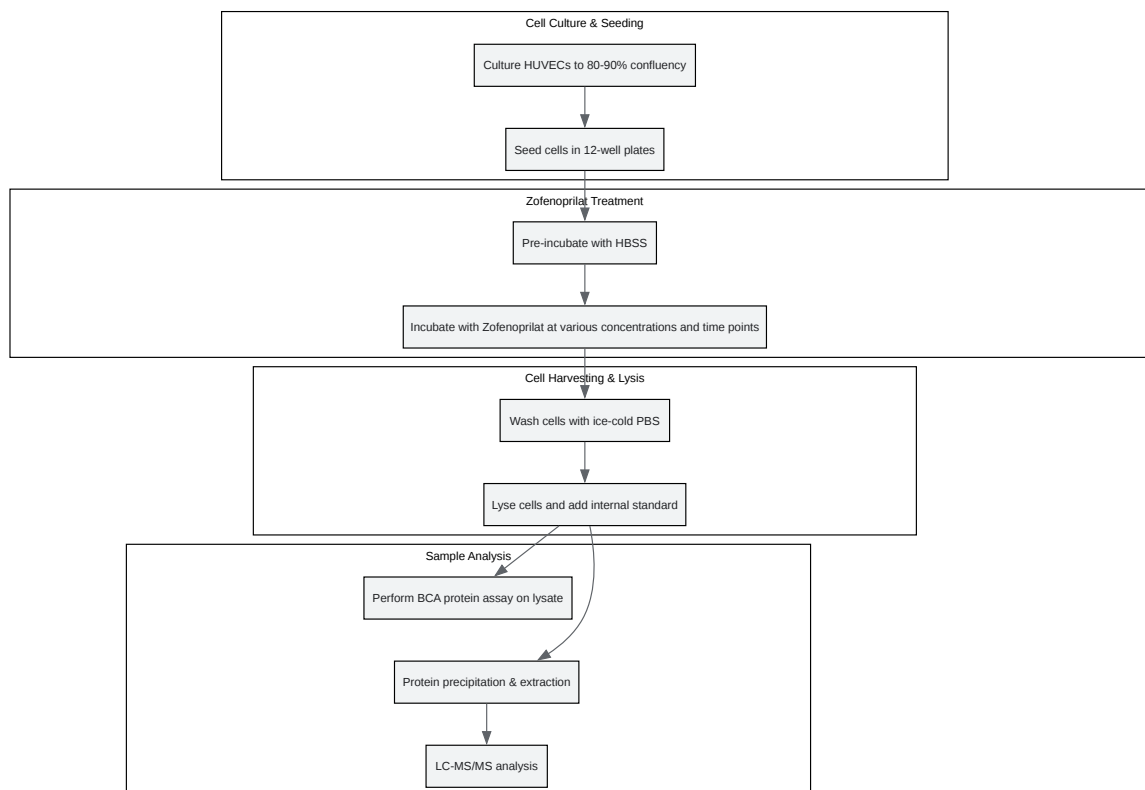 Cell Culture & Seeding
Culture HUVECs to 80-90% confluency
Seed cells in 12-well plates
Zofenoprilat Treatment
Pre-incubate with HBSS
Incubate with Zofenoprilat at various concentrations and time points
Cell Harvesting & Lysis
Wash cells with ice-cold PBS
Lyse cells and add internal standard
Sample Analysis
Perform BCA protein assay on lysate
Protein precipitation & extraction
LC-MS/MS analysis